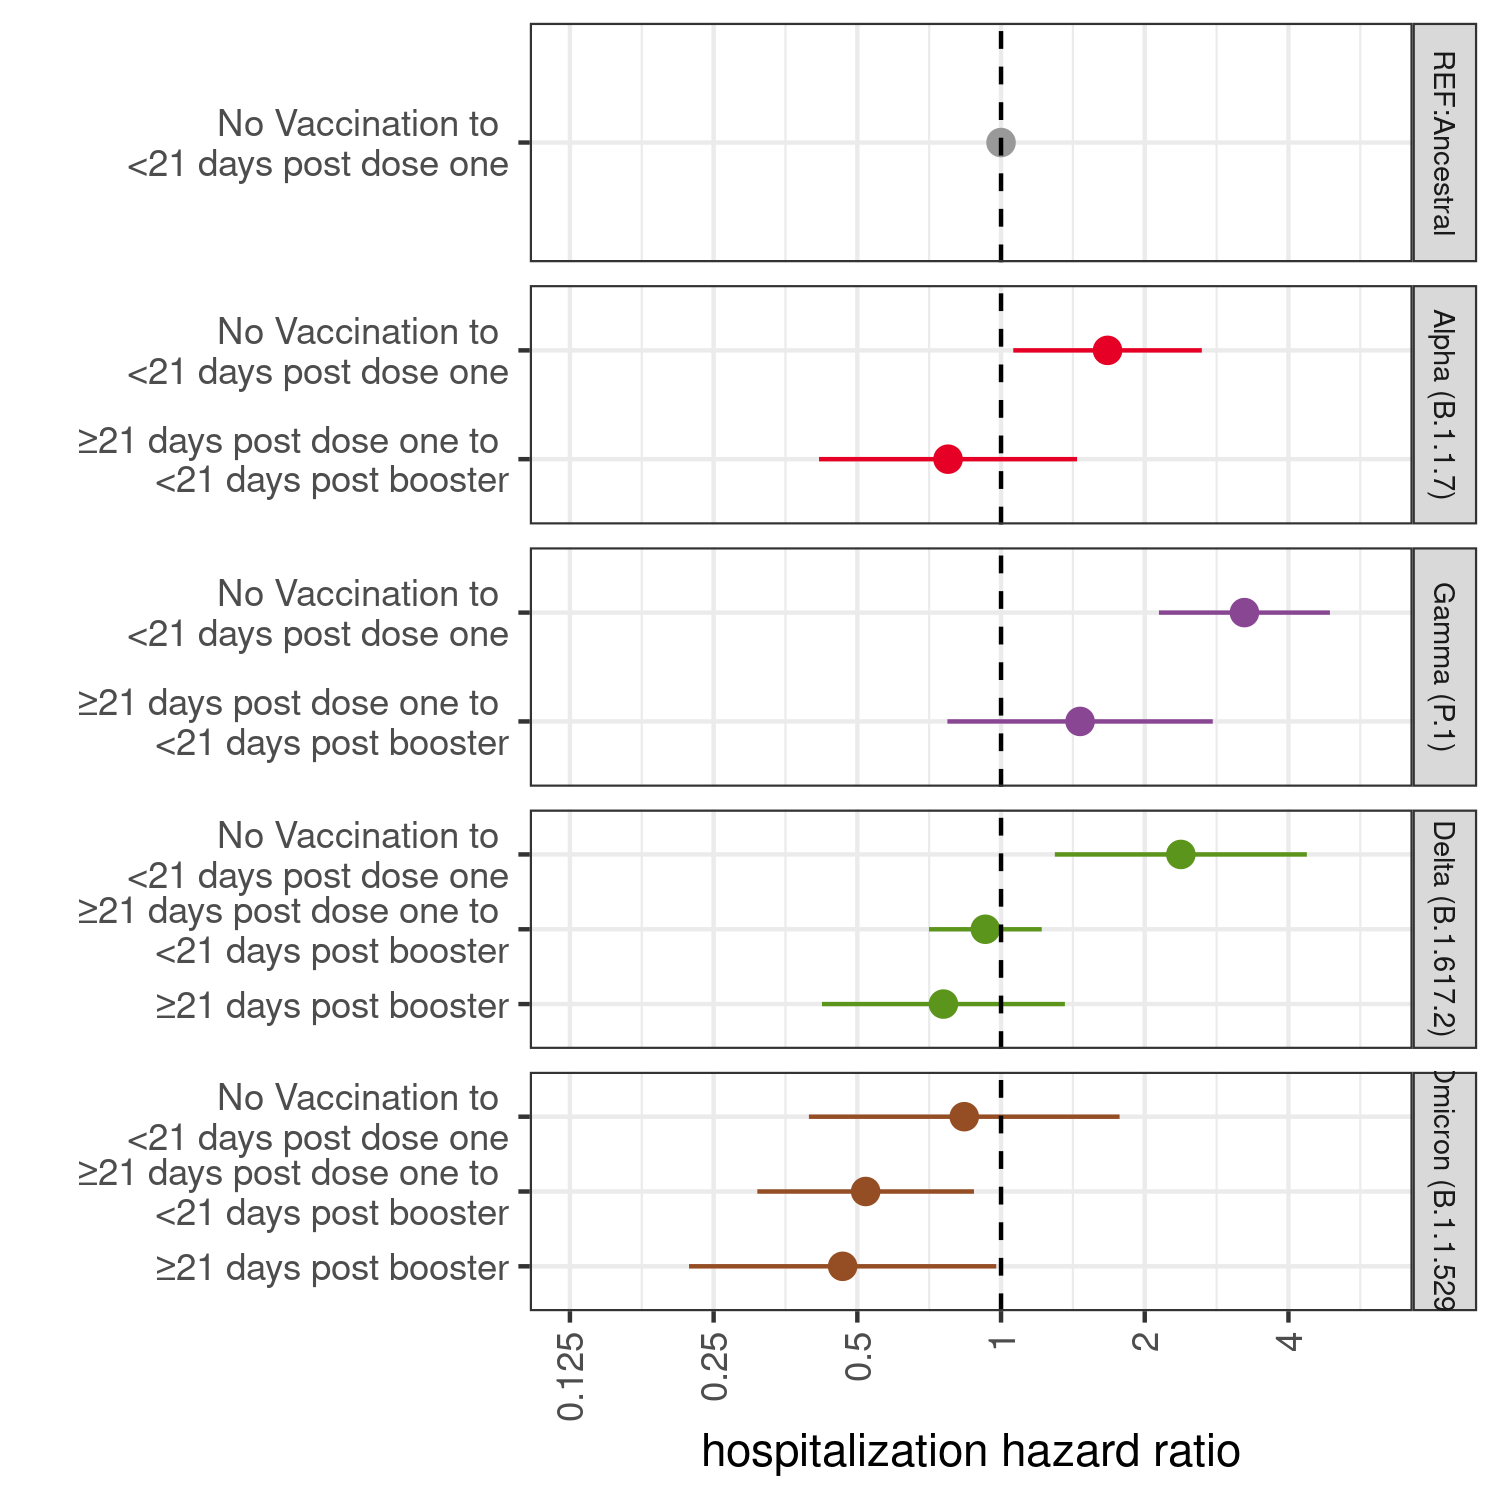 No Vaccination to
<21 days post dose one
REF:Ancestral
No Vaccination to
<21 days post dose one
≥21 days post dose one to
<21 days post booster
Alpha (B.1.1.7)
No Vaccination to
<21 days post dose one
≥21 days post dose one to
<21 days post booster
Gamma (P.1)
No Vaccination to
<21 days post dose one
≥21 days post dose one to
<21 days post booster
≥21 days post booster
Delta (B.1.617.2)
No Vaccination to
<21 days post dose one
≥21 days post dose one to
<21 days post booster
≥21 days post booster
Omicron (B.1.1.529
0.125
0.25
0.5
1
2
4
hospitalization hazard ratio